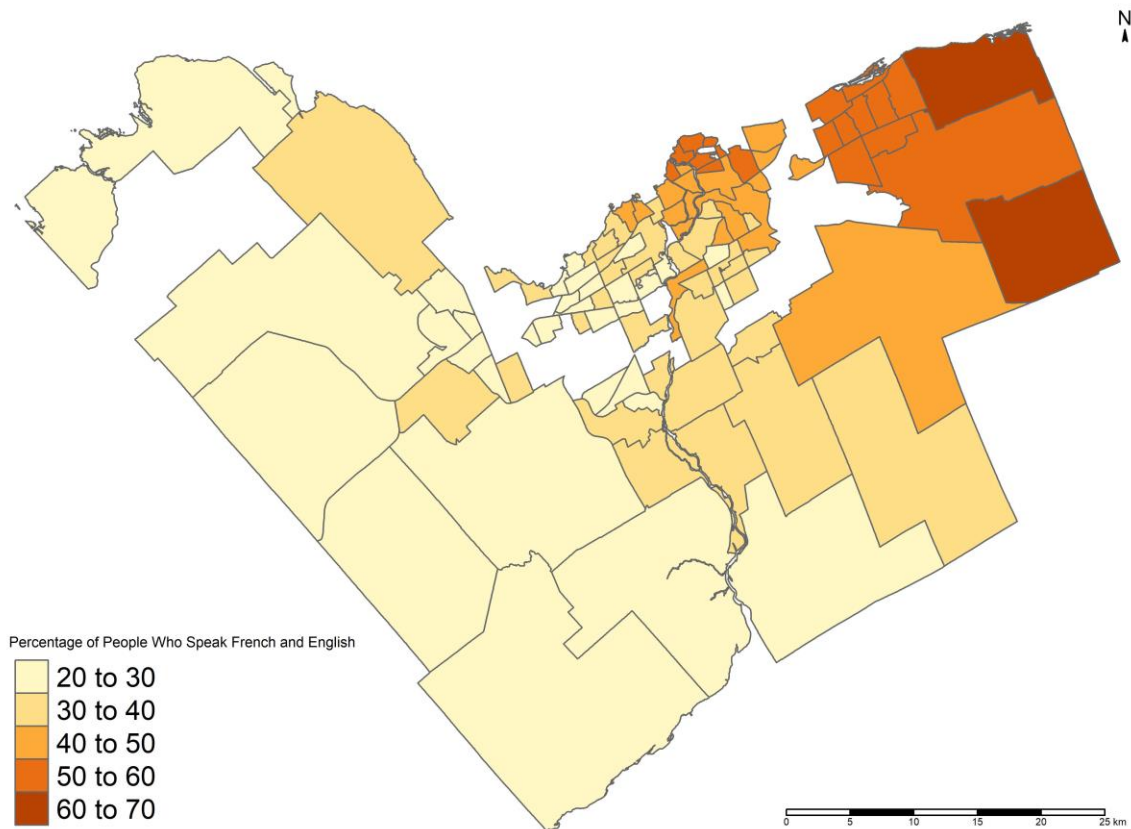 N
Percentage of People Who Speak French and English
20 to 30
30 to 40
40 to 50
50 to 60
60 to 70
0 5 10 15 20 25 km